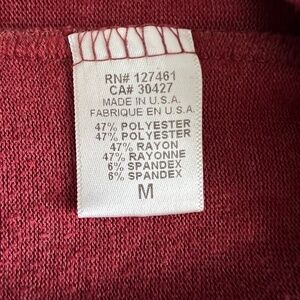 RN# 127461
CA# 30427
MADE IN U.S.A.
FABRIQUE EN U.S.A.
47% POLYESTER
47% POLYESTER
47% RAYON
47% RAYONNE
6% SPANDEX
6% SPANDEX
M